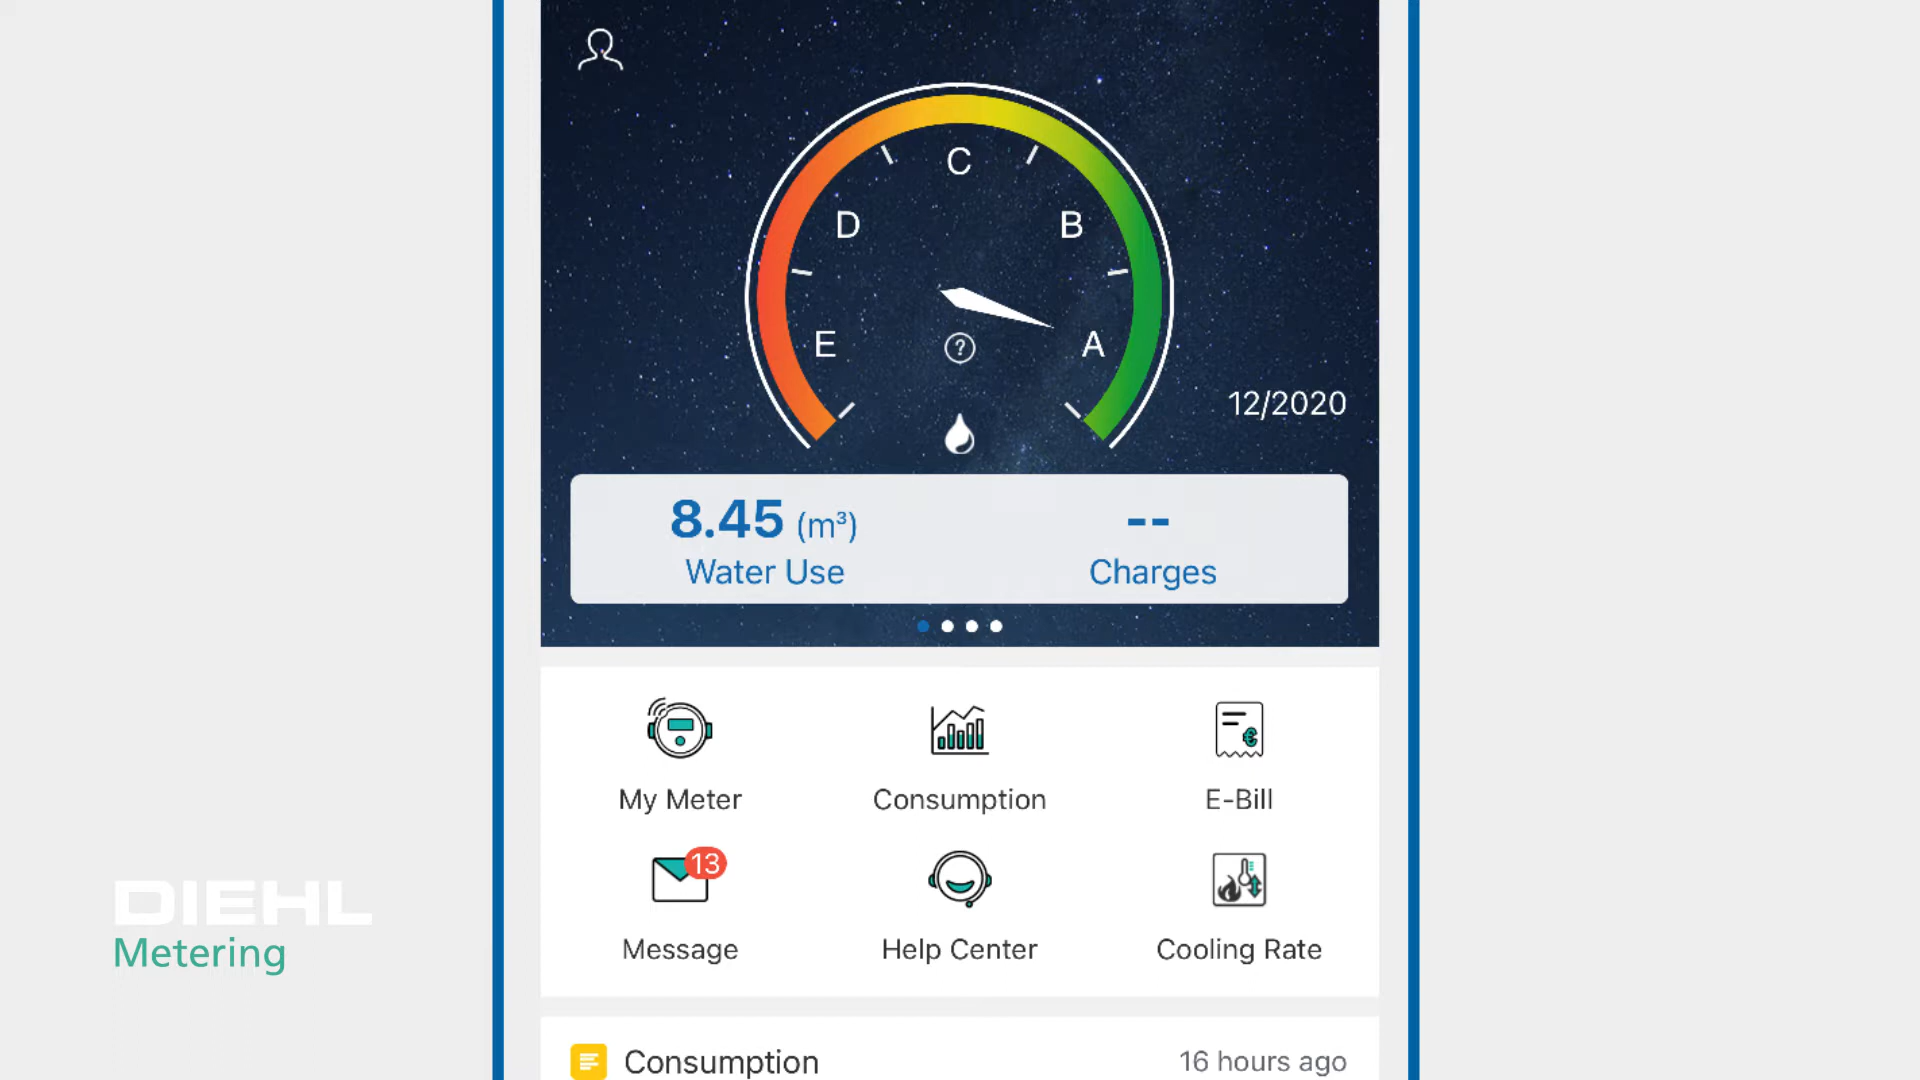 C
D
B
E
?
A
12/2020
8.45 (m³)
--
Water Use
Charges
My Meter
Consumption
E-Bill
€
13
Message
Help Center
Cooling Rate
DIEHL
Metering
Consumption
16 hours ago